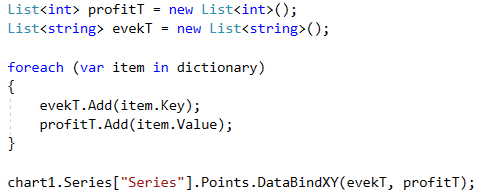 List<int> profitT = new List<int>();
List<string> evekT = new List<string>();
foreach (var item in dictionary)
{
evekT.Add(item.Key);
profitT.Add(item.Value);
}
chart1.Series["Series"].Points.DataBindXY(evekT, profitT);